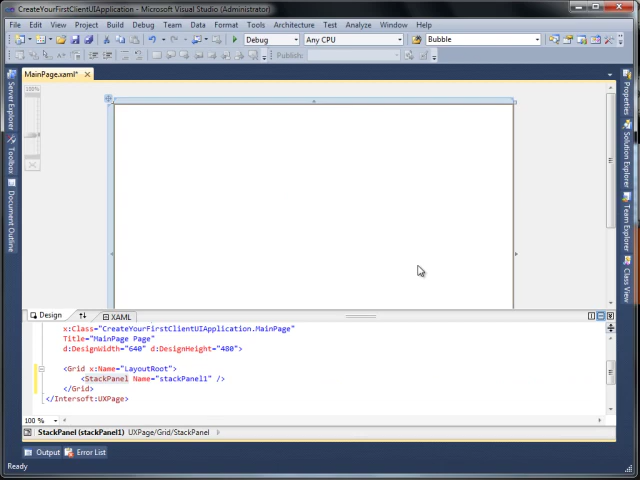 CreateYourFirstClientUIApplication - Microsoft Visual Studio (Administrator)
File Edit View Project Build Debug Team Data Format Tools Architecture Test Analyze Window Help
Debug Any CPU Bubble
Publish:
MainPage.xaml*
100%
Server Explorer
Toolbox
Document Outline
Properties
Solution Explorer
Team Explorer
Class View
Design XAML
x:Class="CreateYourFirstClientUIApplication.MainPage"
Title="MainPage Page"
d:DesignWidth="640" d:DesignHeight="480">
<Grid x:Name="LayoutRoot">
<StackPanel Name="stackPanel1" />
</Grid>
</Intersoft:UXPage>
100 %
StackPanel (stackPanel1) UXPage/Grid/StackPanel
Output Error List
Ready